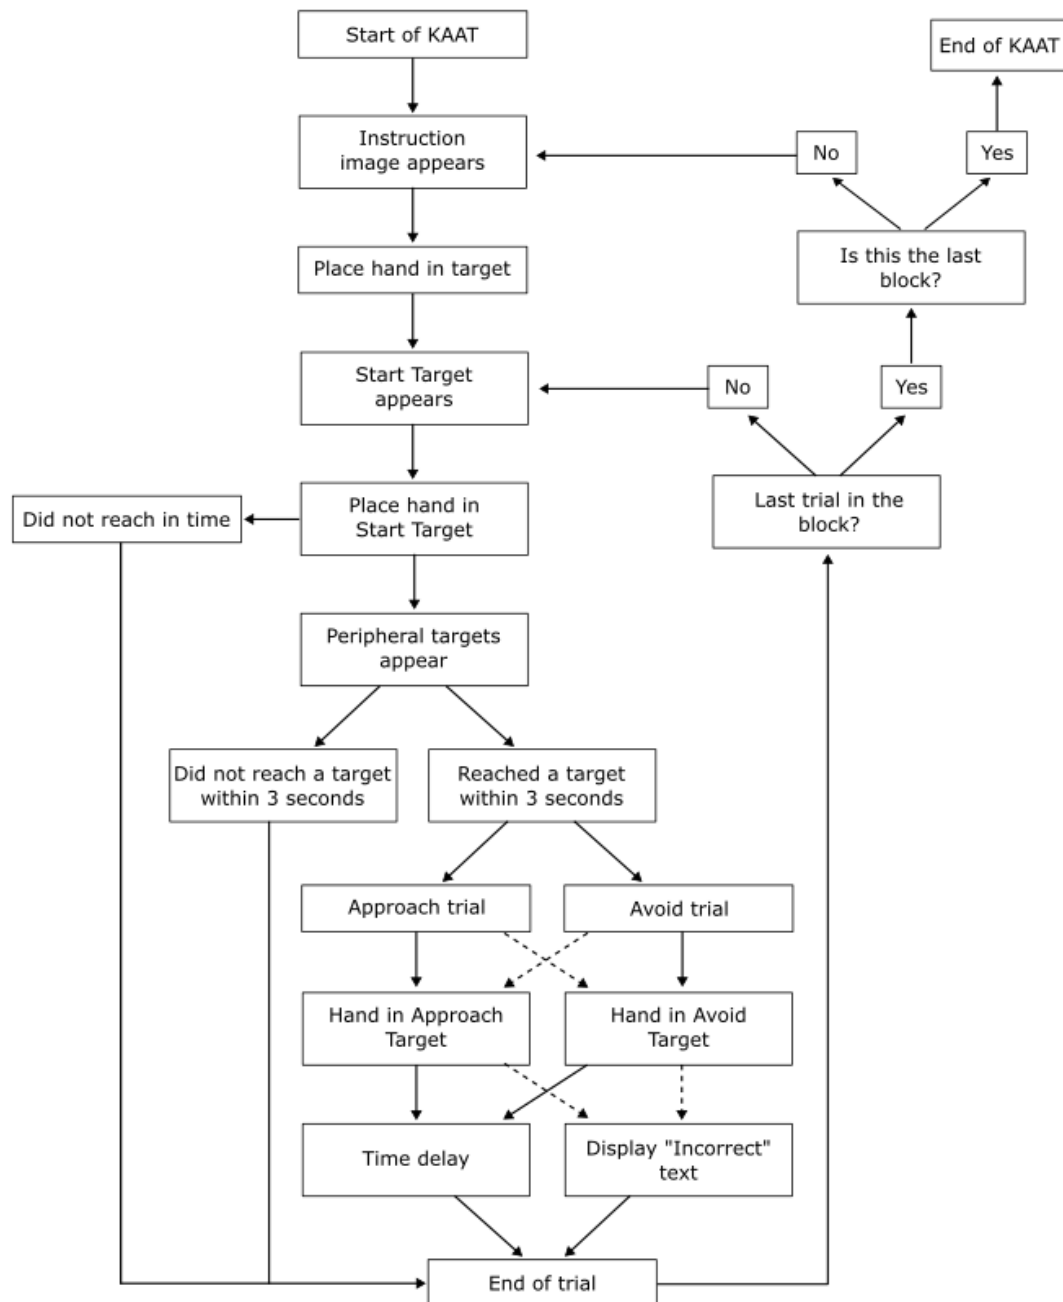 Start of KAAT
End of KAAT
Instruction
image appears
No
Yes
Place hand in target
Is this the last
block?
Start Target
appears
No
Yes
Did not reach in time
Place hand in
Start Target
Last trial in the
block?
Peripheral targets
appear
Did not reach a target
within 3 seconds
Reached a target
within 3 seconds
Approach trial
Avoid trial
Hand in Approach
Target
Hand in Avoid
Target
Time delay
Display "Incorrect"
text
End of trial